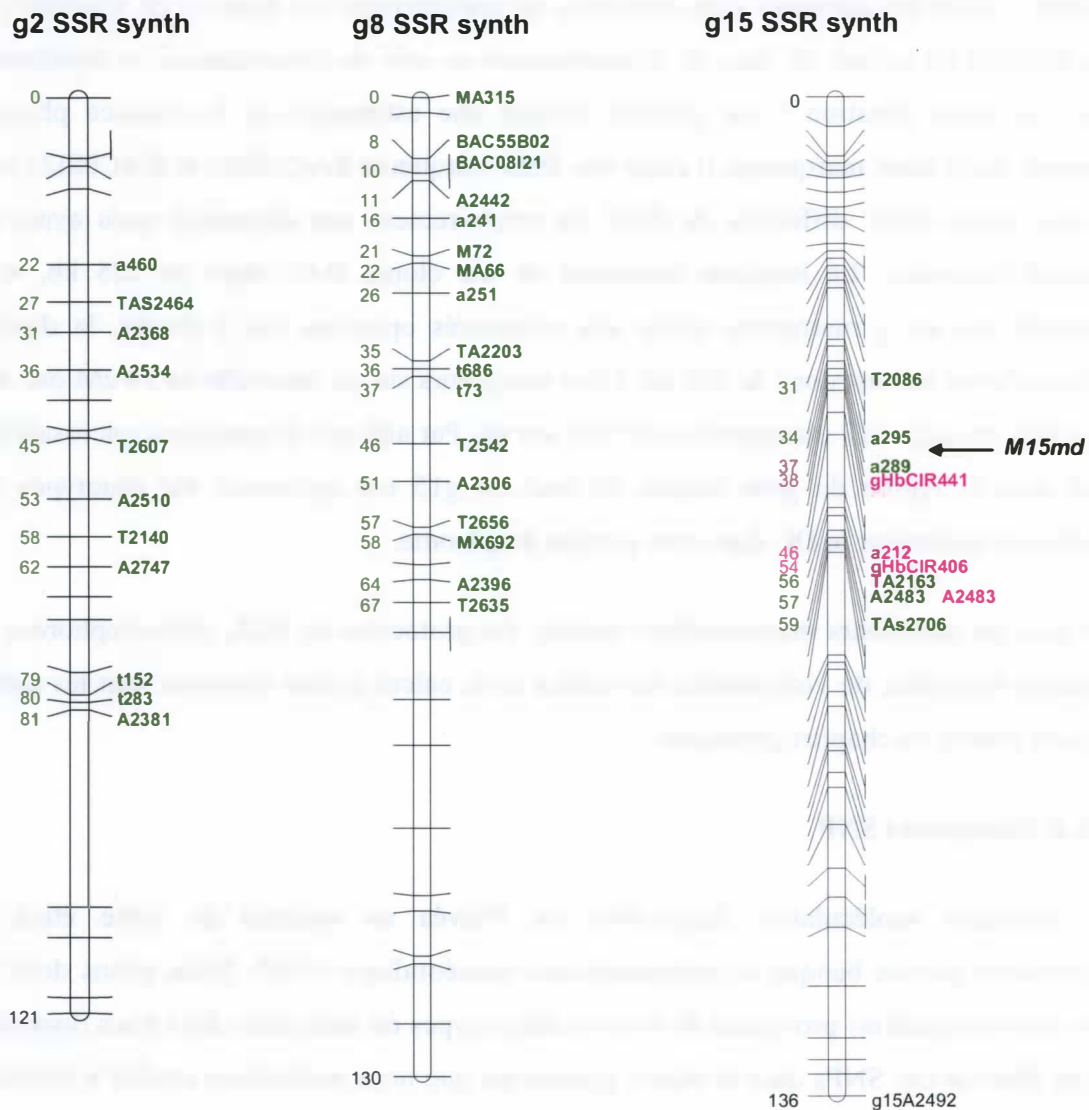 g2 SSR synth
0
22 a460
27 TAS2464
31 A2368
36 A2534
45 T2607
53 A2510
58 T2140
62 A2747
79 t152
80 t283
81 A2381
121
g8 SSR synth
0 MA315
8 BAC55B02
10 BAC08I21
11 A2442
16 a241
21 M72
22 MA66
26 a251
35 TA2203
36 t686
37 t73
46 T2542
51 A2306
57 T2656
58 MX692
64 A2396
67 T2635
130
g15 SSR synth
0
31 T2086
34 a295
M15md
37 a289
38 gHbCIR441
46 a212
54 gHbCIR406
56 TA2163
57 A2483 A2483
59 TAs2706
136 g15A2492